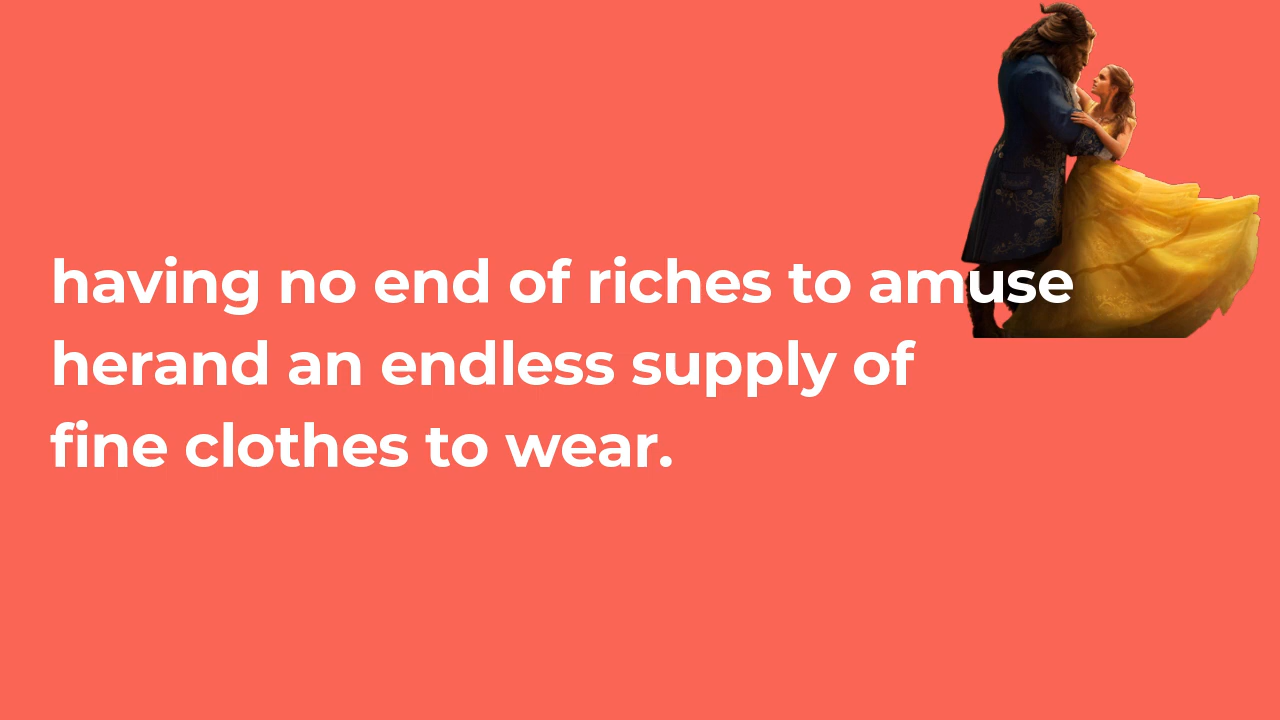 having no end of riches to amuse
herand an endless supply of
fine clothes to wear.